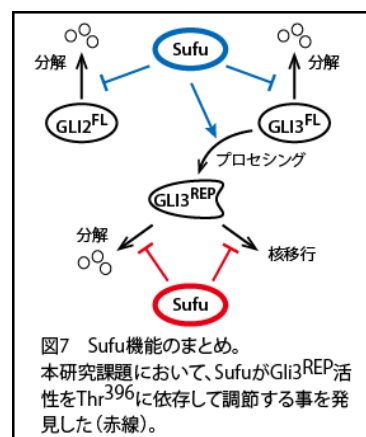 分解
Sufu
分解
GLI2FL
GLI3FL
プロセシング
GLI3REP
分解
核移行
Sufu
図7 Sufu機能のまとめ。
本研究課題において、SufuがGli3REP活
性をThr396に依存して調節する事を発
見した(赤線)。